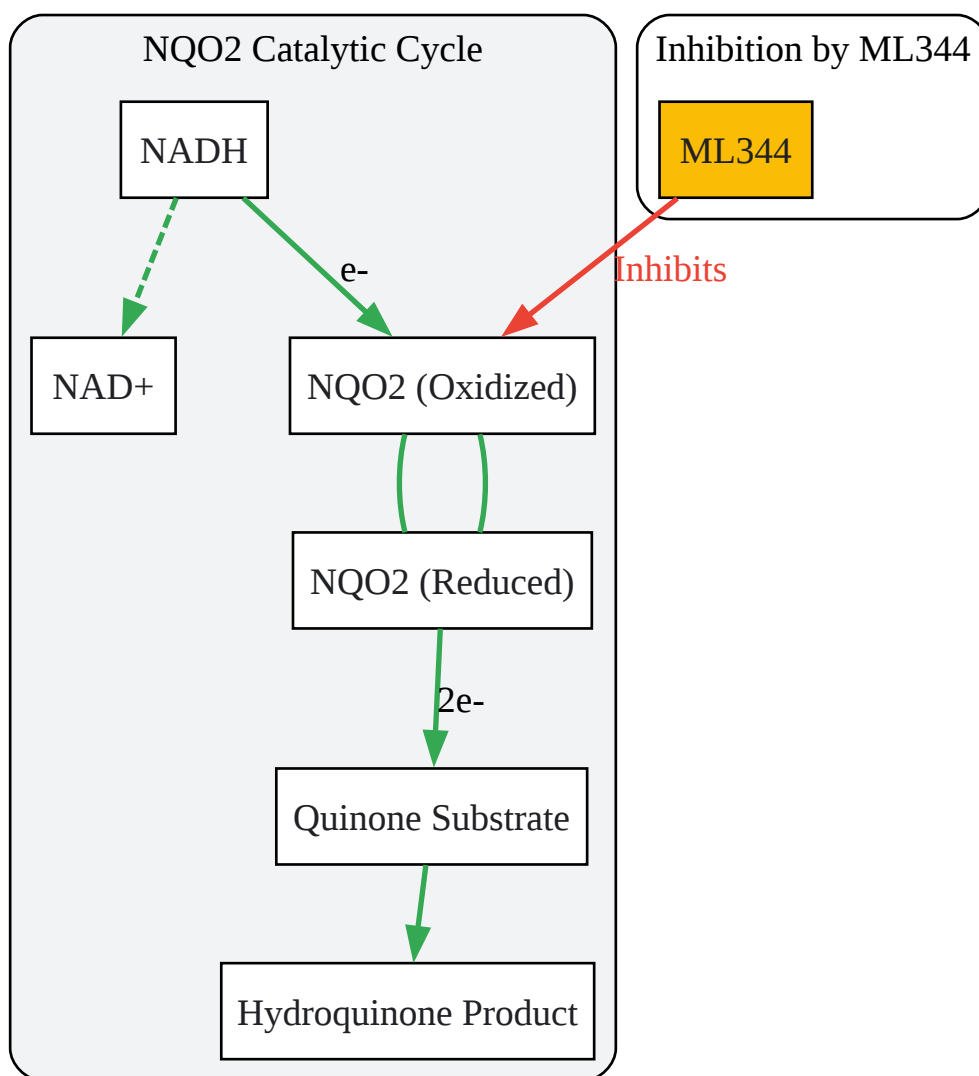 NQO2 Catalytic Cycle
Inhibition by ML344
NADH
ML344
e-
Inhibits
NAD+
NQO2 (Oxidized)
NQO2 (Reduced)
2e-
Quinone Substrate
Hydroquinone Product